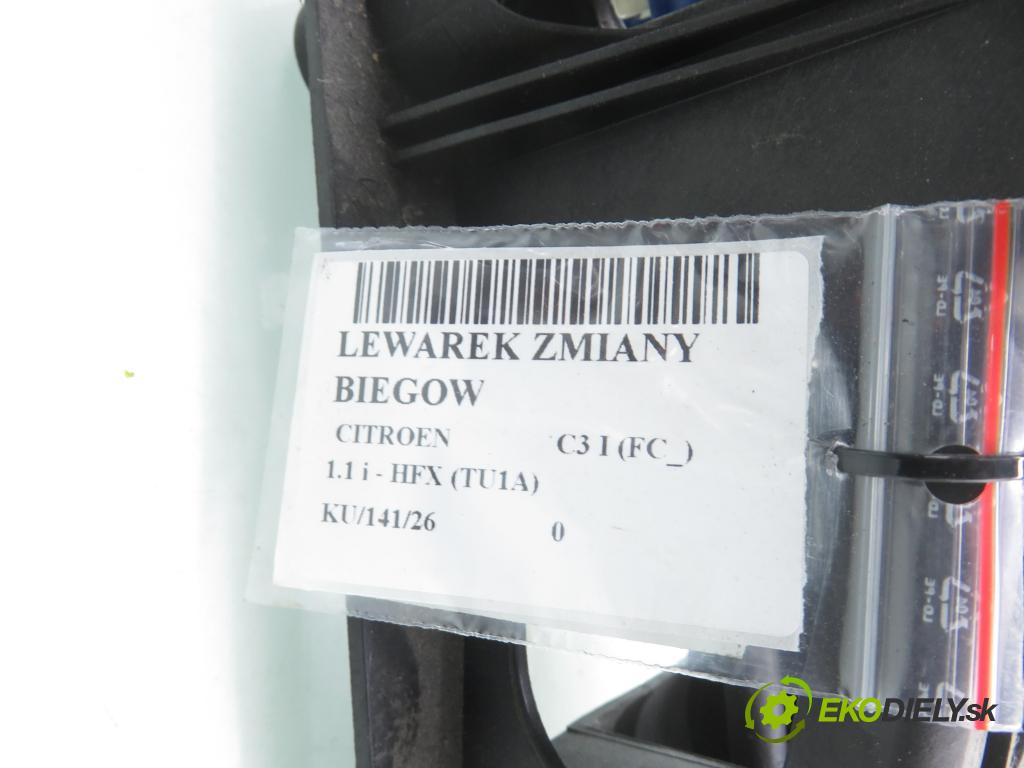 LEWAREK ZMIANY
BIEGOW
CITROEN C3 I (FC_)
1.1 i - HFX (TU1A)
KU/141/26 0
EKODIELY.sk